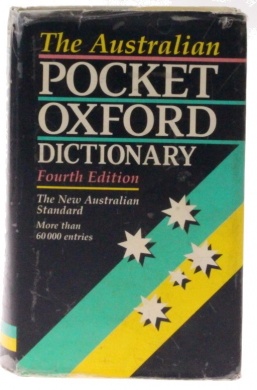 The Australian
POCKET
OXFORD
DICTIONARY
Fourth Edition
The New Australian
Standard
More than
60 000 entries